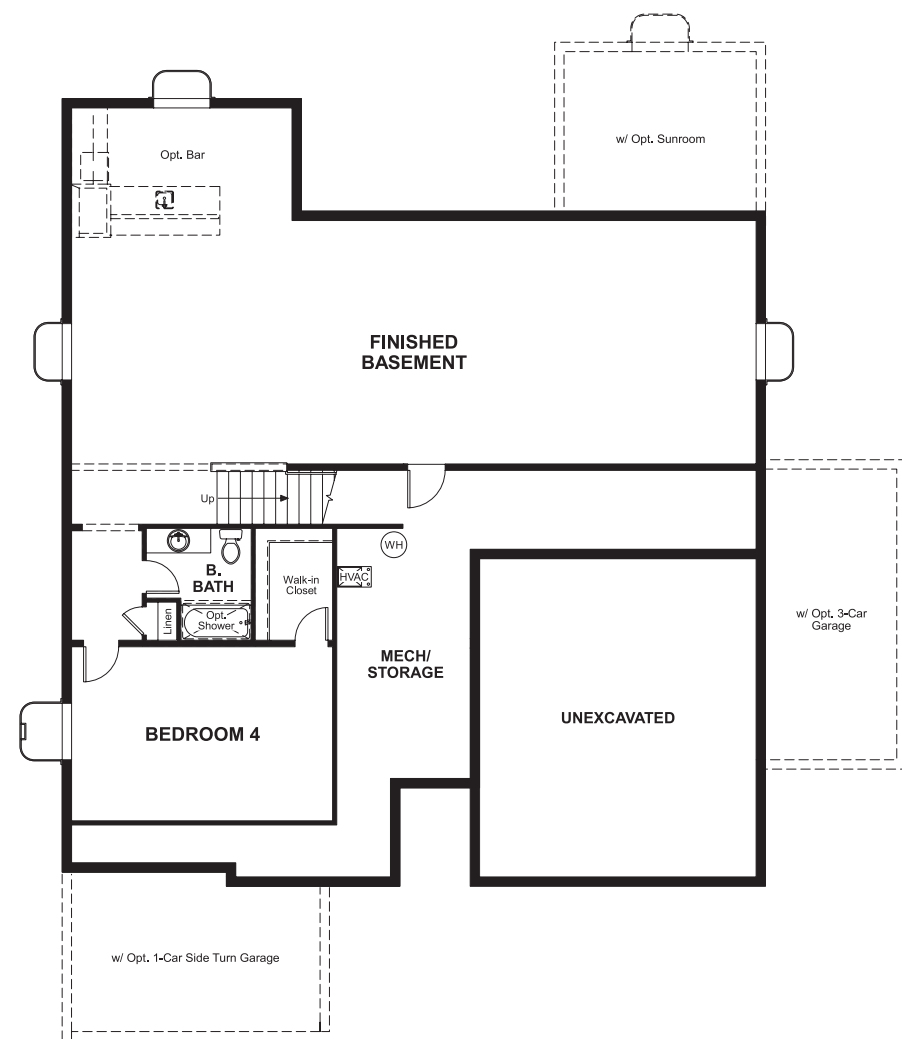 w/ Opt. Sunroom
Opt. Bar
FINISHED
BASEMENT
Up
WH
B.
BATH
Walk-in
Closet
HVAC
Linen
Opt.
Shower
w/ Opt. 3-Car
Garage
MECH/
STORAGE
UNEXCAVATED
BEDROOM 4
w/ Opt. 1-Car Side Turn Garage